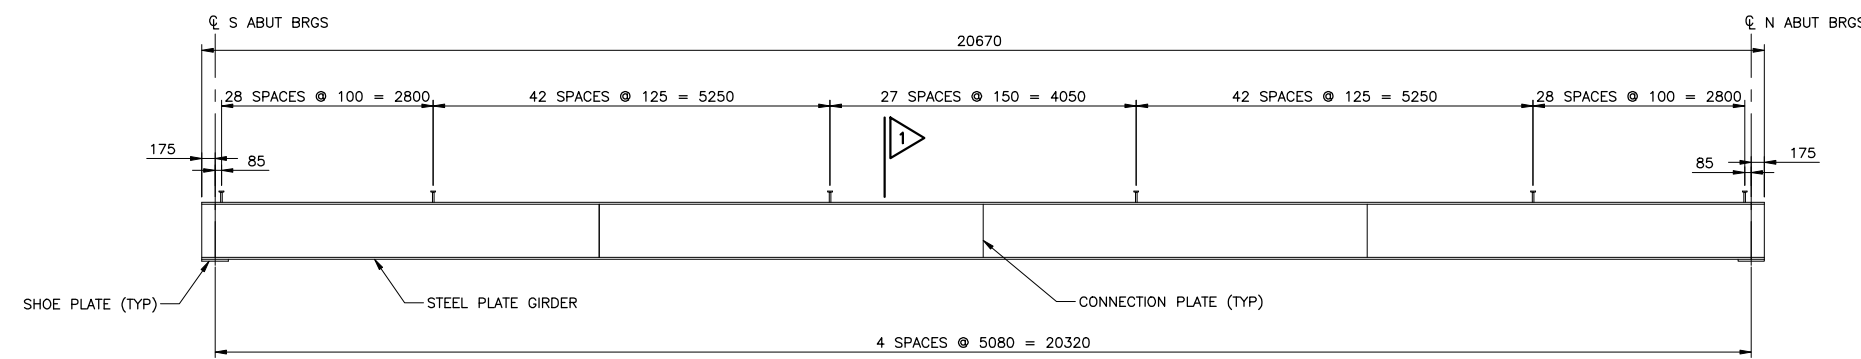 ℄ S ABUT BRGS
℄ N ABUT BRGS
20670
28 SPACES @ 100 = 2800
42 SPACES @ 125 = 5250
27 SPACES @ 150 = 4050
42 SPACES @ 125 = 5250
28 SPACES @ 100 = 2800
1
175
85
85
175
SHOE PLATE (TYP)
STEEL PLATE GIRDER
CONNECTION PLATE (TYP)
4 SPACES @ 5080 = 20320